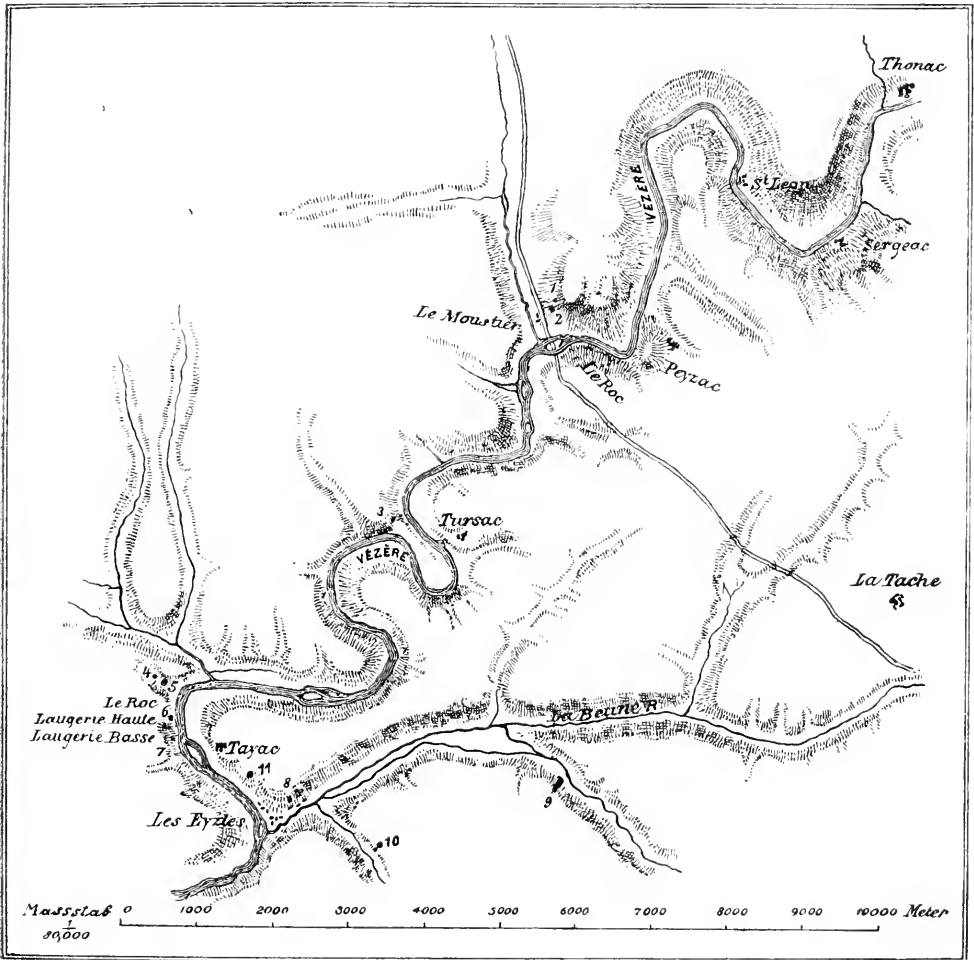 Thonac
VÉZÈRE
St Leon
Sergeac
1
2
Le Moustier
Le Roc
Peyzac
3
Tursac
VÉZÈRE
La Tache
4
5
Le Roc
6
Laugerie Haute
Laugerie Basse
7
La Beune R.
Tayac
11
8
9
Les Eyzies
10
Massstab 0 1000 2000 3000 4000 5000 6000 7000 8000 9000 10000 Meter
1/80,000